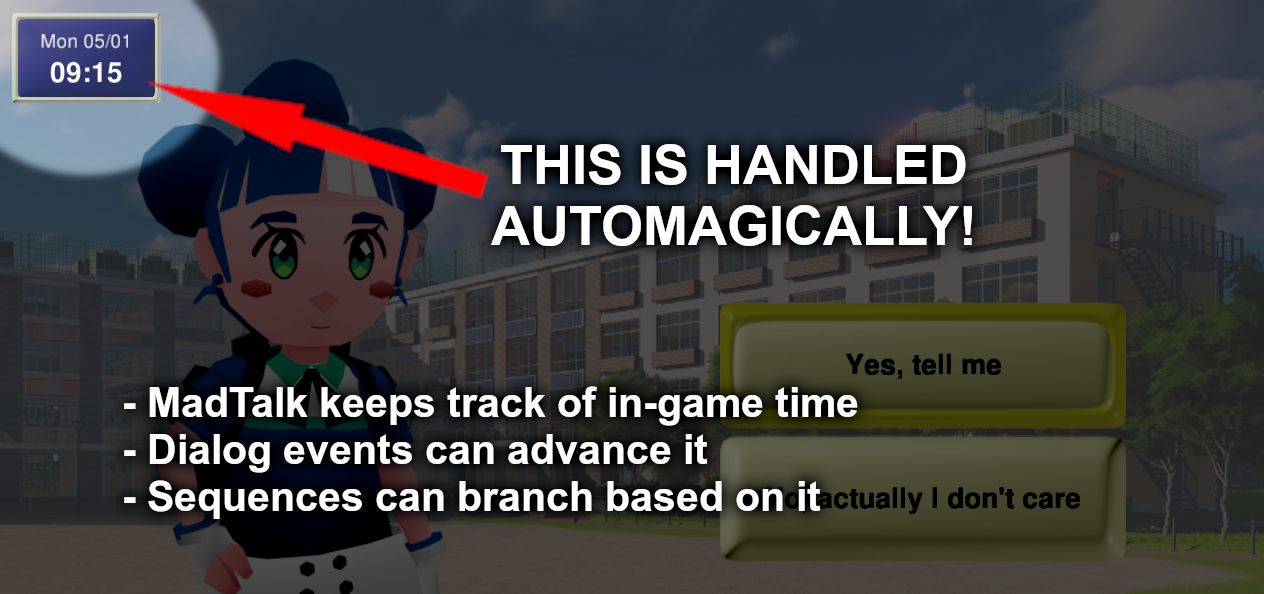 Mon 05/01
09:15
THIS IS HANDLED
AUTOMAGICALLY!
Yes, tell me
- MadTalk keeps track of in-game time
- Dialog events can advance it
- Sequences can branch based on it
actually I don't care